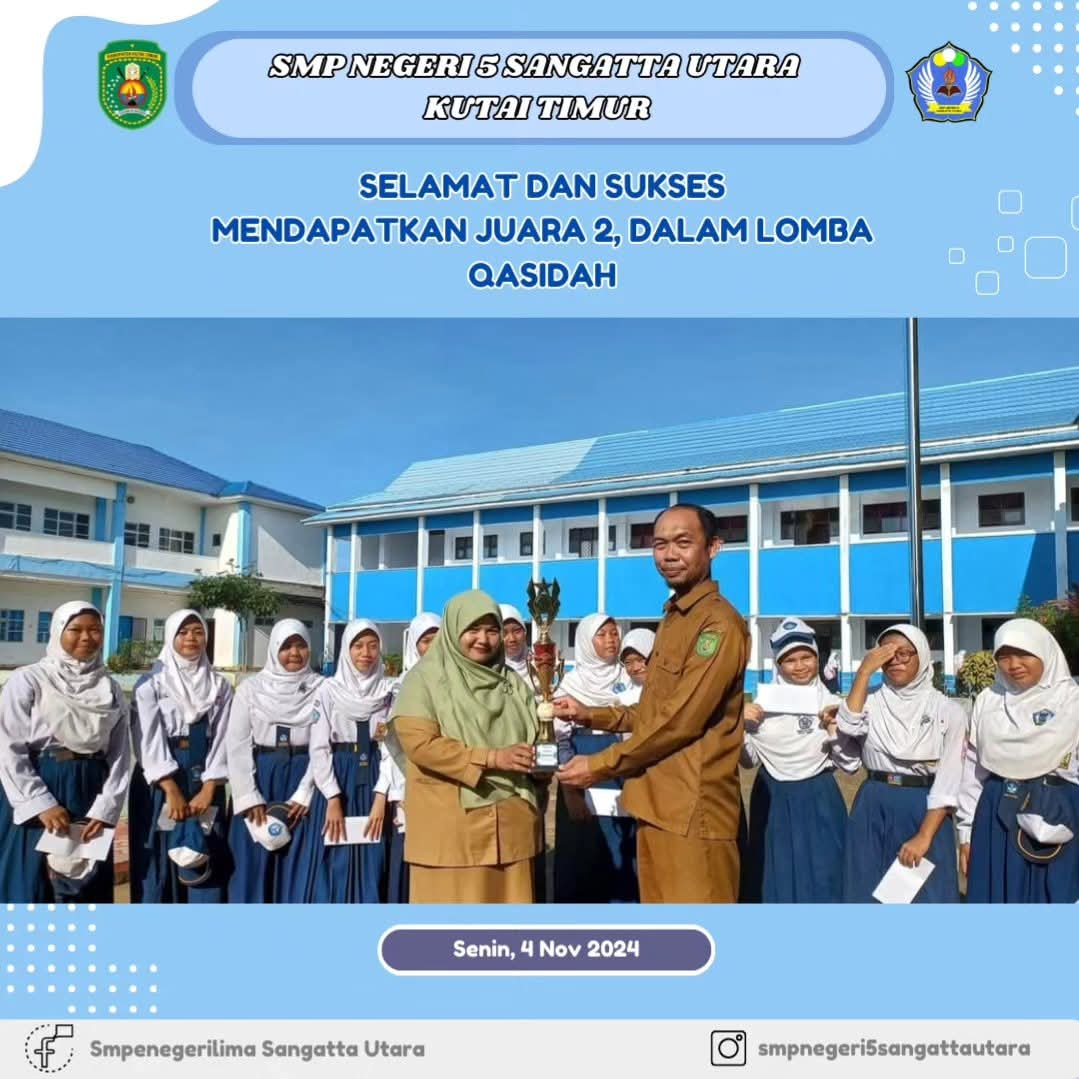 SMP NEGERI 5 SANGATTA UTARA
KUTAI TIMUR
SELAMAT DAN SUKSES
MENDAPATKAN JUARA 2, DALAM LOMBA
QASIDAH
Senin, 4 Nov 2024
Smpenegerilima Sangatta Utara
smpnegeri5sangattautara